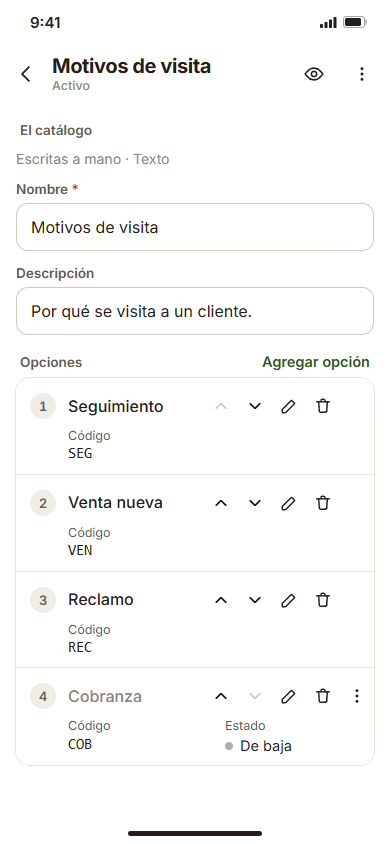 9:41
Motivos de visita
Activo
El catálogo
Escritas a mano · Texto
Nombre *
Motivos de visita
Descripción
Por qué se visita a un cliente.
Opciones
Agregar opción
1
Seguimiento
Código
SEG
2
Venta nueva
Código
VEN
3
Reclamo
Código
REC
4
Cobranza
Código
Estado
COB
De baja